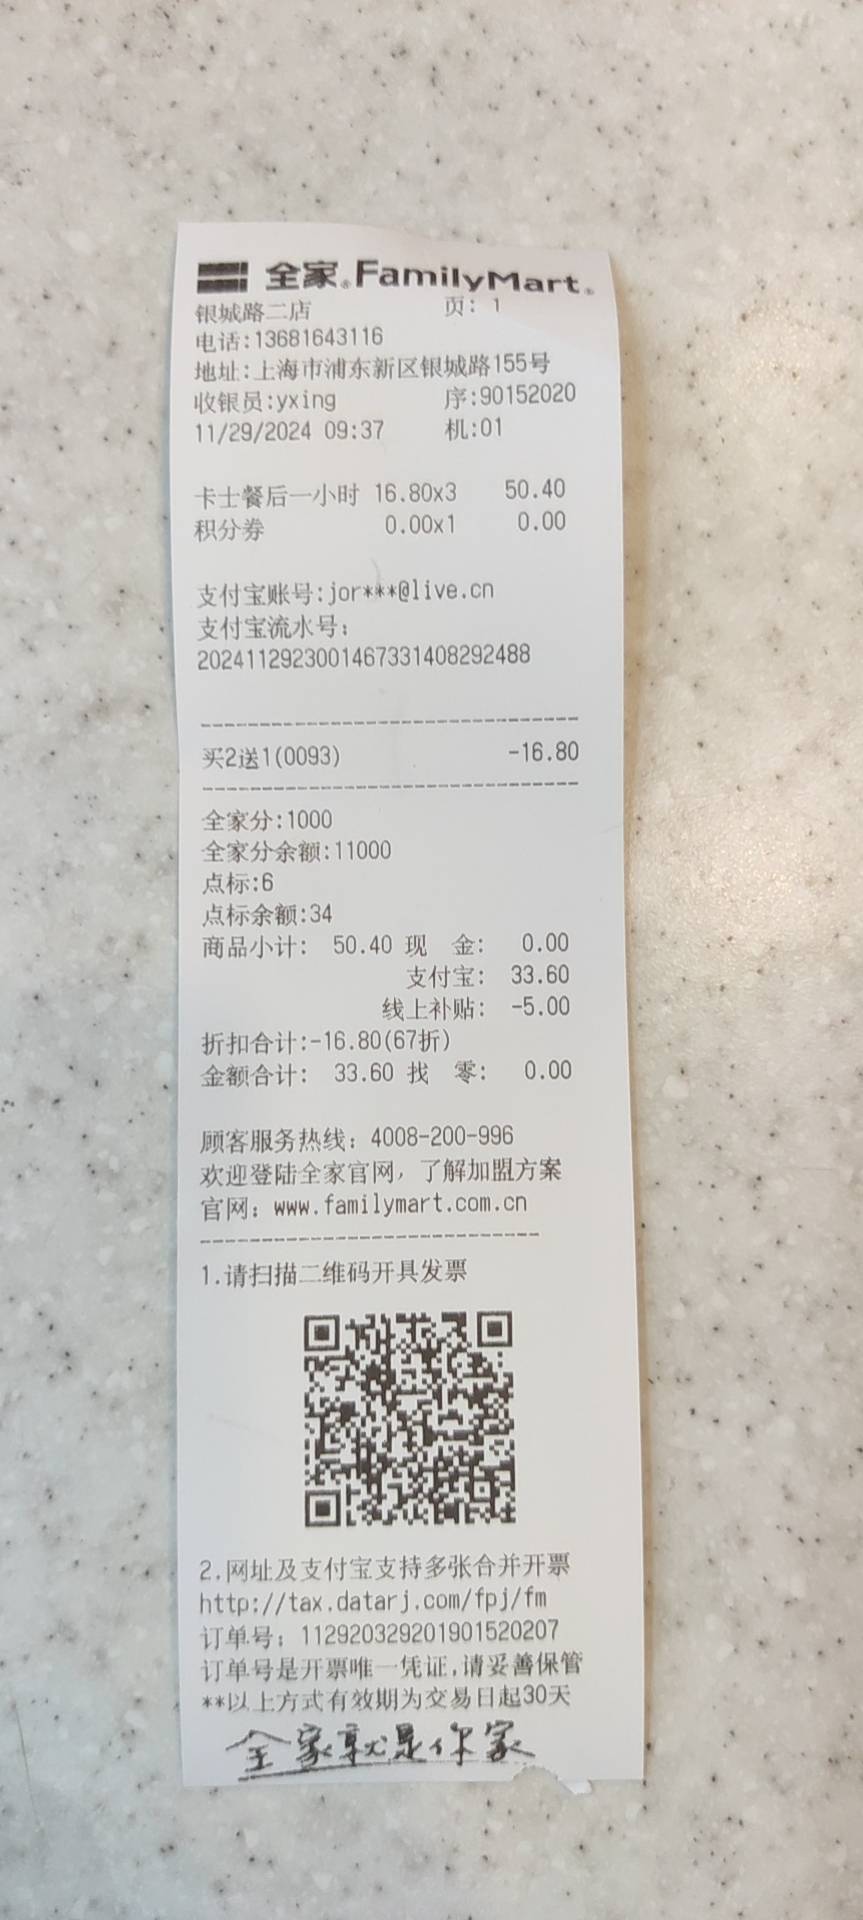 全家®FamilyMart®
银城路二店 页: 1
电话:13681643116
地址:上海市浦东新区银城路155号
收银员:yxing 序:90152020
11/29/2024 09:37 机:01
卡士餐后一小时 16.80x3 50.40
积分券 0.00x1 0.00
支付宝账号:jor***@live.cn
支付宝流水号:
2024112923001467331408292488
--------------------------------
买2送1(0093) -16.80
--------------------------------
全家分:1000
全家分余额:11000
点标:6
点标余额:34
商品小计: 50.40 现 金: 0.00
支付宝: 33.60
线上补贴: -5.00
折扣合计:-16.80(67折)
金额合计: 33.60 找 零: 0.00
顾客服务热线: 4008-200-996
欢迎登陆全家官网,了解加盟方案
官网: www.familymart.com.cn
-----------------------------
1.请扫描二维码开具发票
2.网址及支付宝支持多张合并开票
http://tax.datarj.com/fpj/fm
订单号: 112920329201901520207
订单号是开票唯一凭证,请妥善保管
**以上方式有效期为交易日起30天
全家就是你家